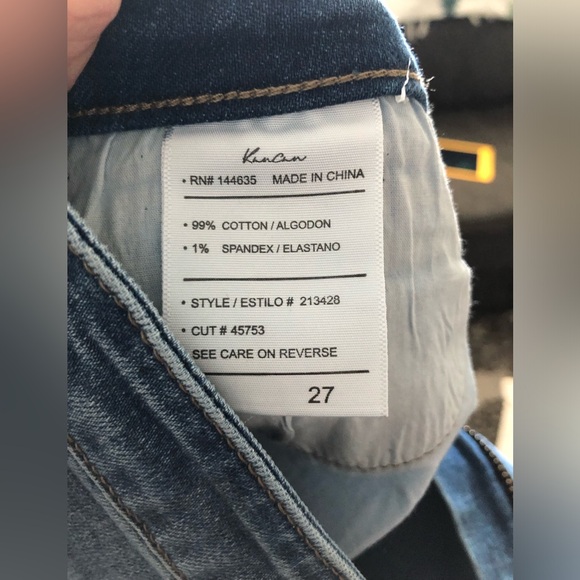 KanCan
• RN# 144635 MADE IN CHINA
• 99% COTTON / ALGODON
• 1% SPANDEX / ELASTANO
• STYLE / ESTILO # 213428
• CUT # 45753
SEE CARE ON REVERSE
27